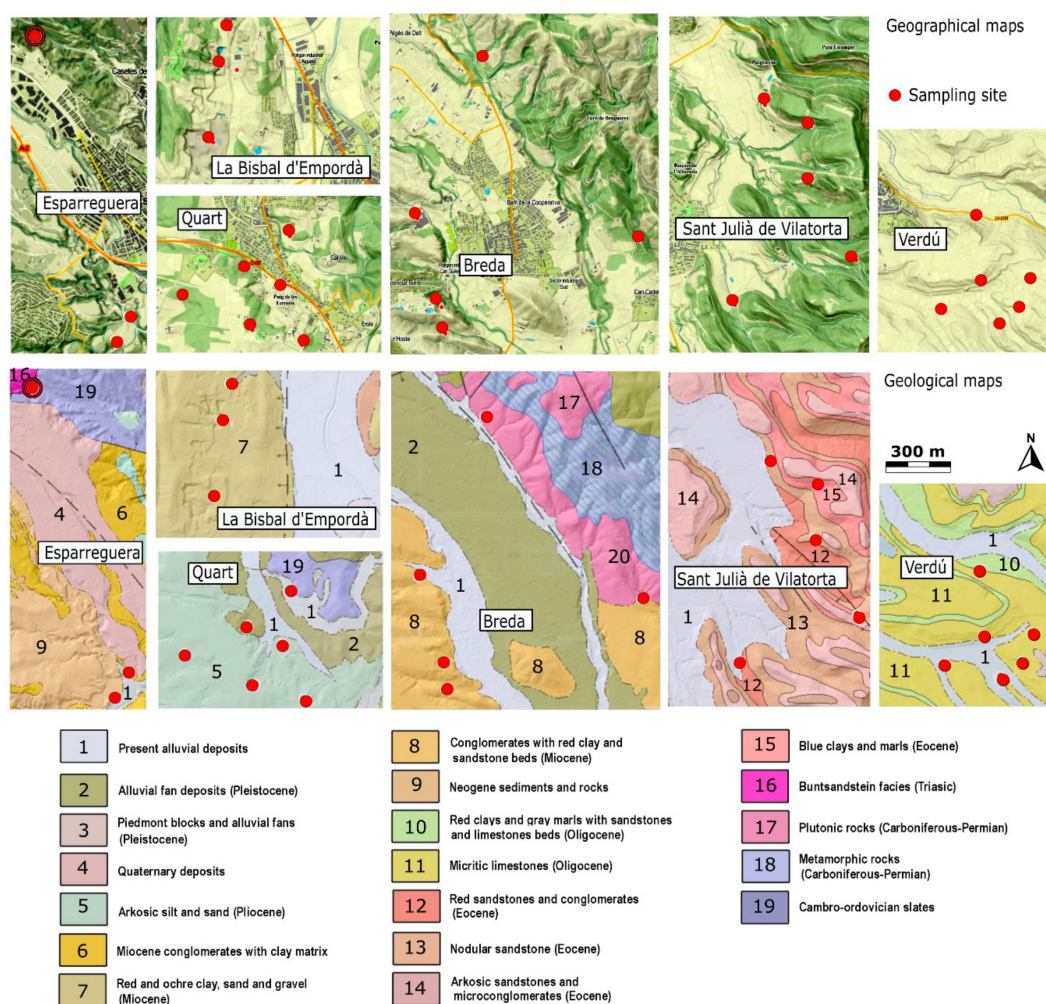 Geographical maps
Sampling site
Casetes de
A-2
Esparreguera
La Bisbal d'Empordà
Quart
Puig de les
Breda
Sant Julià de Vilatorta
Verdú
16
19
4
6
Esparreguera
9
1
7
1
La Bisbal d'Empordà
Quart
19
1
1
2
5
2
17
18
20
1
8
Breda
8
8
14
14
15
12
Sant Julià de Vilatorta
1
13
12
Geological maps
300 m
N
1
Verdú
10
11
11
1
1 Present alluvial deposits
2 Alluvial fan deposits (Pleistocene)
3 Piedmont blocks and alluvial fans
(Pleistocene)
4 Quaternary deposits
5 Arkosic silt and sand (Pliocene)
6 Miocene conglomerates with clay matrix
7 Red and ochre clay, sand and gravel
(Miocene)
8 Conglomerates with red clay and
sandstone beds (Miocene)
9 Neogene sediments and rocks
10 Red clays and gray marls with sandstones
and limestones beds (Oligocene)
11 Micritic limestones (Oligocene)
12 Red sandstones and conglomerates
(Eocene)
13 Nodular sandstone (Eocene)
14 Arkosic sandstones and
microconglomerates (Eocene)
15 Blue clays and marls (Eocene)
16 Buntsandstein facies (Triasic)
17 Plutonic rocks (Carboniferous-Permian)
18 Metamorphic rocks
(Carboniferous-Permian)
19 Cambro-ordovician slates